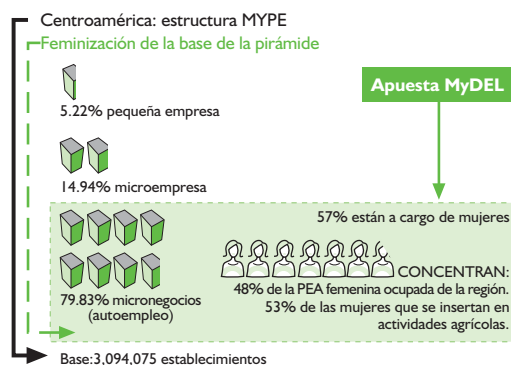 Centroamérica: estructura MYPE
Feminización de la base de la pirámide
Apuesta MyDEL
5.22% pequeña empresa
14.94% microempresa
57% están a cargo de mujeres
CONCENTRAN:
48% de la PEA femenina ocupada de la región.
53% de las mujeres que se insertan en
actividades agrícolas.
79.83% micronegocios
(autoempleo)
Base:3,094,075 establecimientos